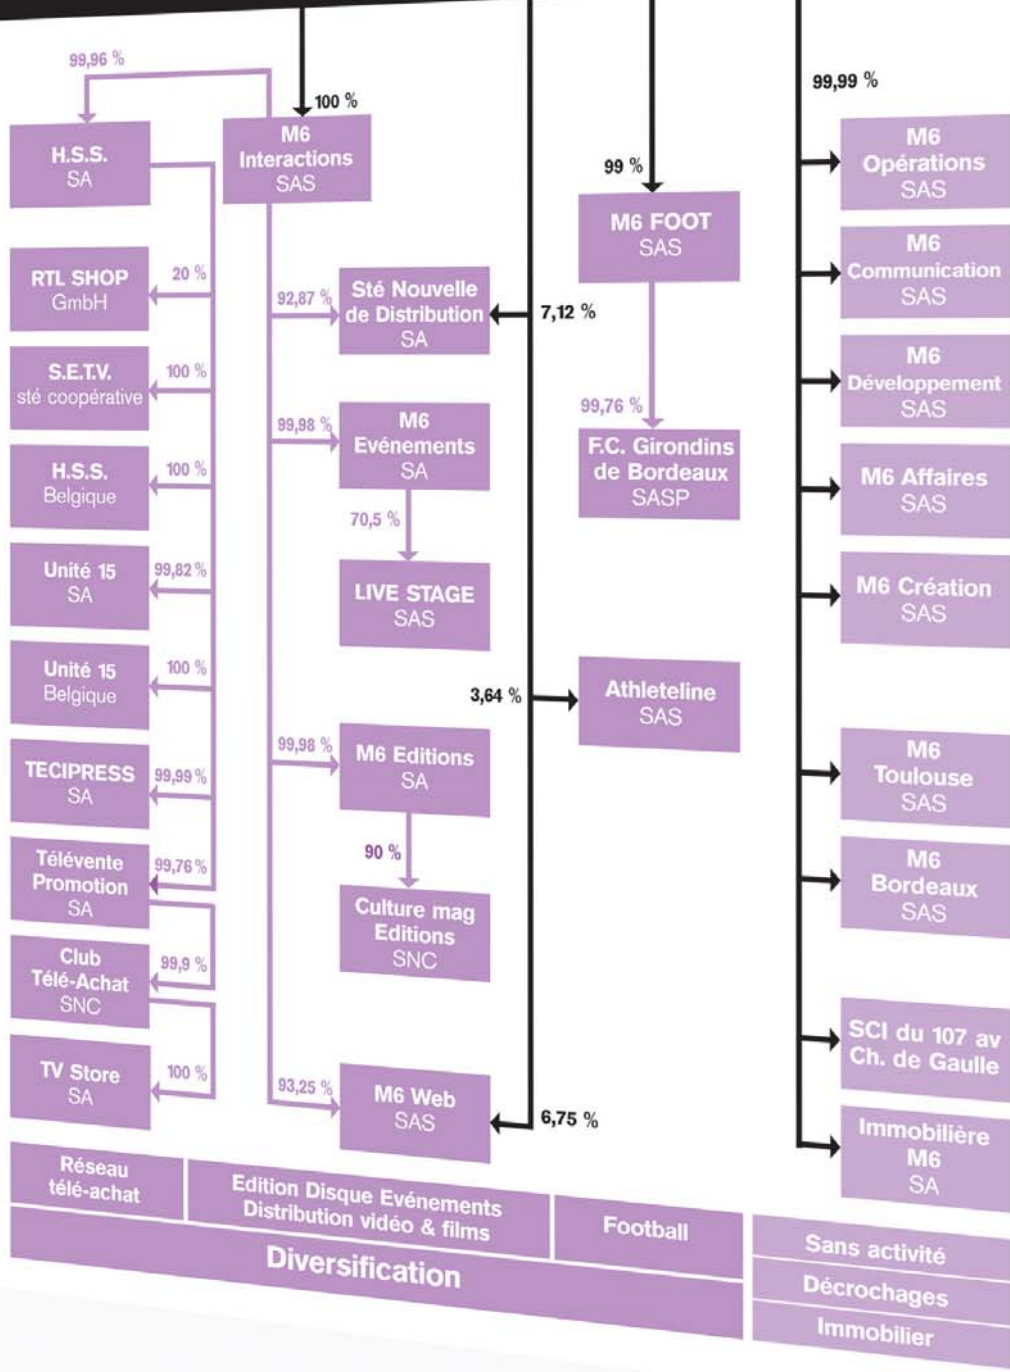 99,96 %
H.S.S.
SA
RTL SHOP
GmbH
20 %
S.E.T.V.
sté coopérative
100 %
H.S.S.
Belgique
100 %
Unité 15
SA
99,82 %
Unité 15
Belgique
100 %
TECIPRESS
SA
99,99 %
Télévente
Promotion
SA
99,76 %
Club
Télé-Achat
SNC
99,9 %
TV Store
SA
100 %
100 %
M6
Interactions
SAS
92,87 %
Sté Nouvelle
de Distribution
SA
7,12 %
99,98 %
M6
Evénements
SA
70,5 %
LIVE STAGE
SAS
99,98 %
M6 Editions
SA
90 %
Culture mag
Editions
SNC
93,25 %
M6 Web
SAS
6,75 %
99 %
M6 FOOT
SAS
99,76 %
F.C. Girondins
de Bordeaux
SASP
3,64 %
Athleteline
SAS
99,99 %
M6
Opérations
SAS
M6
Communication
SAS
M6
Développement
SAS
M6 Affaires
SAS
M6 Création
SAS
M6
Toulouse
SAS
M6
Bordeaux
SAS
SCI du 107 av
Ch. de Gaulle
Immobilière
M6
SA
Réseau
télé-achat
Edition Disque Evénements
Distribution vidéo & films
Football
Diversification
Sans activité
Décrochages
Immobilier